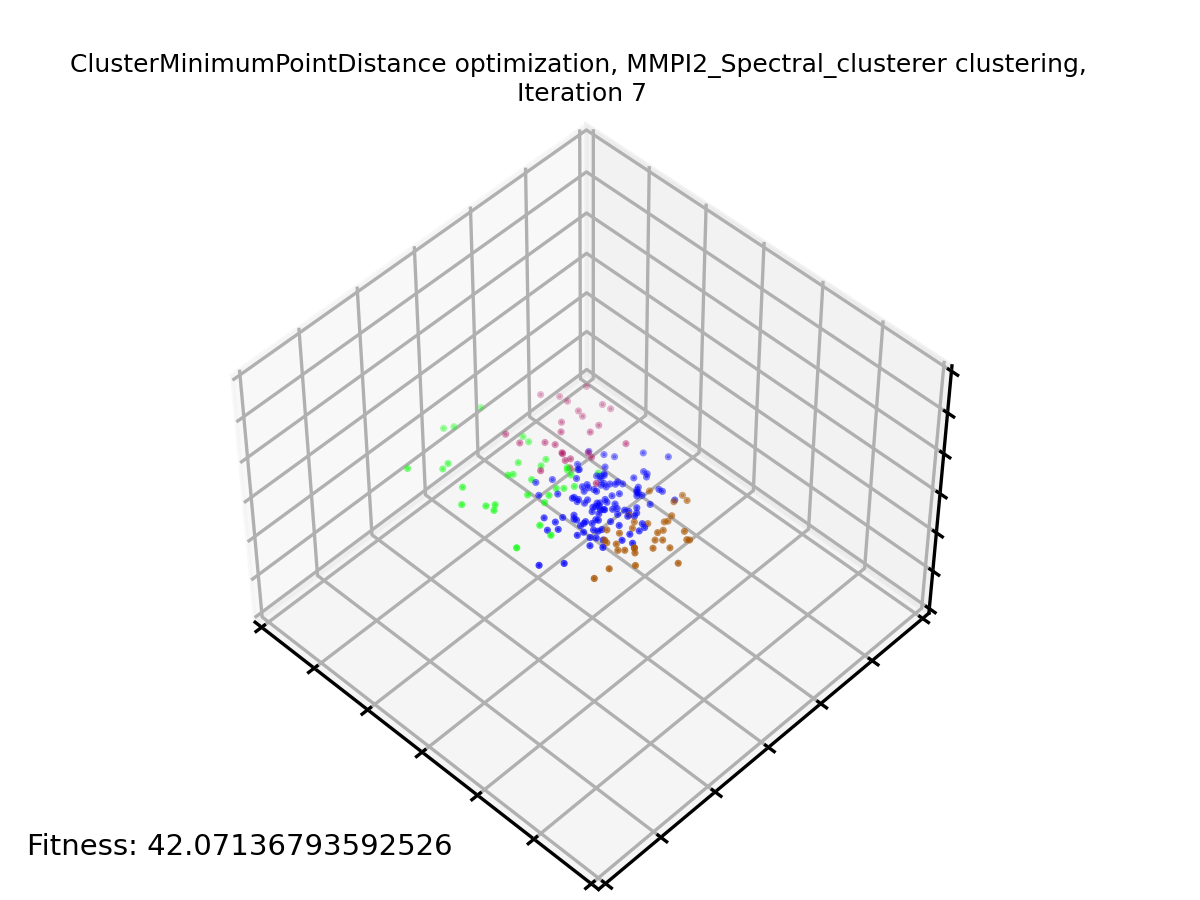 ClusterMinimumPointDistance optimization, MMPI2_Spectral_clusterer clustering,
Iteration 7
Fitness: 42.07136793592526